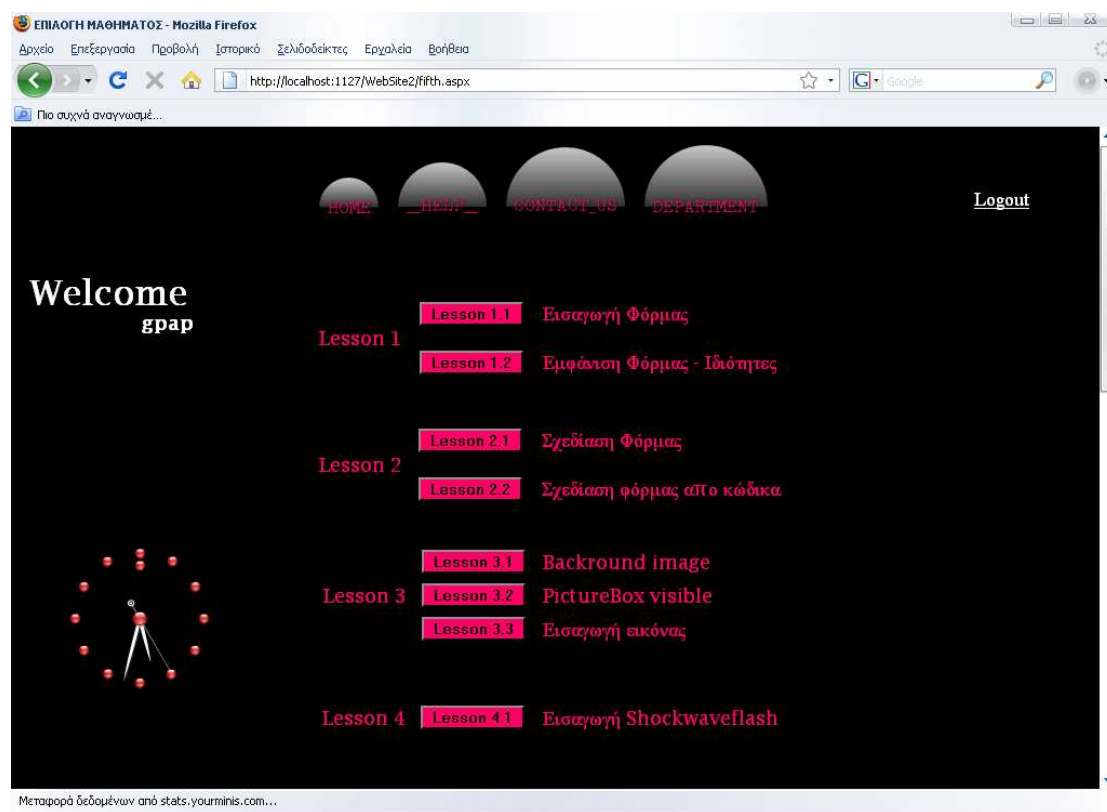 ΕΠΙΛΟΓΗ ΜΑΘΗΜΑΤΟΣ - Mozilla Firefox
Αρχείο Επεξεργασία Προβολή Ιστορικό Σελιδοδείκτες Εργαλεία Βοήθεια
http://localhost:1127/WebSite2/fifth.aspx
G Google
Πιο συχνά αναγνωσμέ...
HOME __HELP__ CONTACT_US DEPARTMENT
Logout
Welcome
gpap
Lesson 1
Lesson 1.1 Εισαγωγή Φόρμας
Lesson 1.2 Εμφάνιση Φόρμας - Ιδιότητες
Lesson 2
Lesson 2.1 Σχεδίαση Φόρμας
Lesson 2.2 Σχεδίαση φόρμας απο κώδικα
Lesson 3
Lesson 3.1 Backround image
Lesson 3.2 PictureBox visible
Lesson 3.3 Εισαγωγή εικόνας
Lesson 4
Lesson 4.1 Εισαγωγή Shockwaveflash
Μεταφορά δεδομένων από stats.yourminis.com...